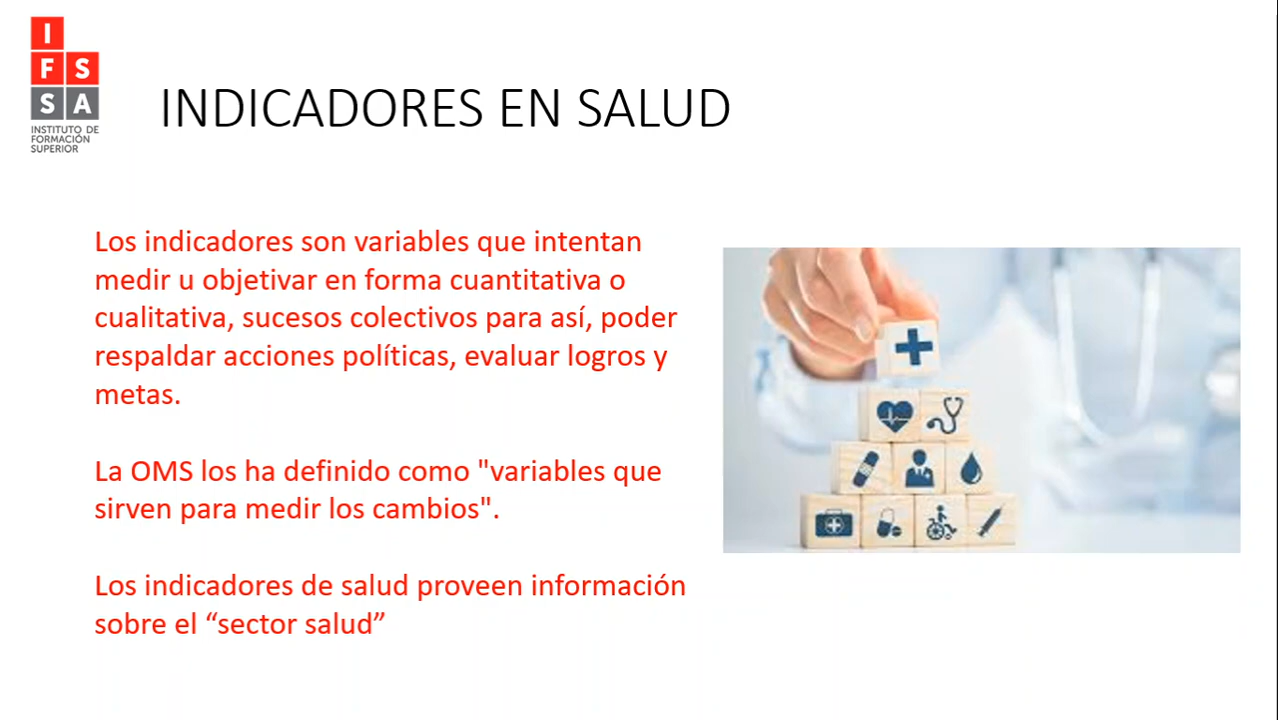 I
F S
S A
INSTITUTO DE
FORMACIÓN
SUPERIOR
INDICADORES EN SALUD
Los indicadores son variables que intentan
medir u objetivar en forma cuantitativa o
cualitativa, sucesos colectivos para así, poder
respaldar acciones políticas, evaluar logros y
metas.
La OMS los ha definido como "variables que
sirven para medir los cambios".
Los indicadores de salud proveen información
sobre el “sector salud”